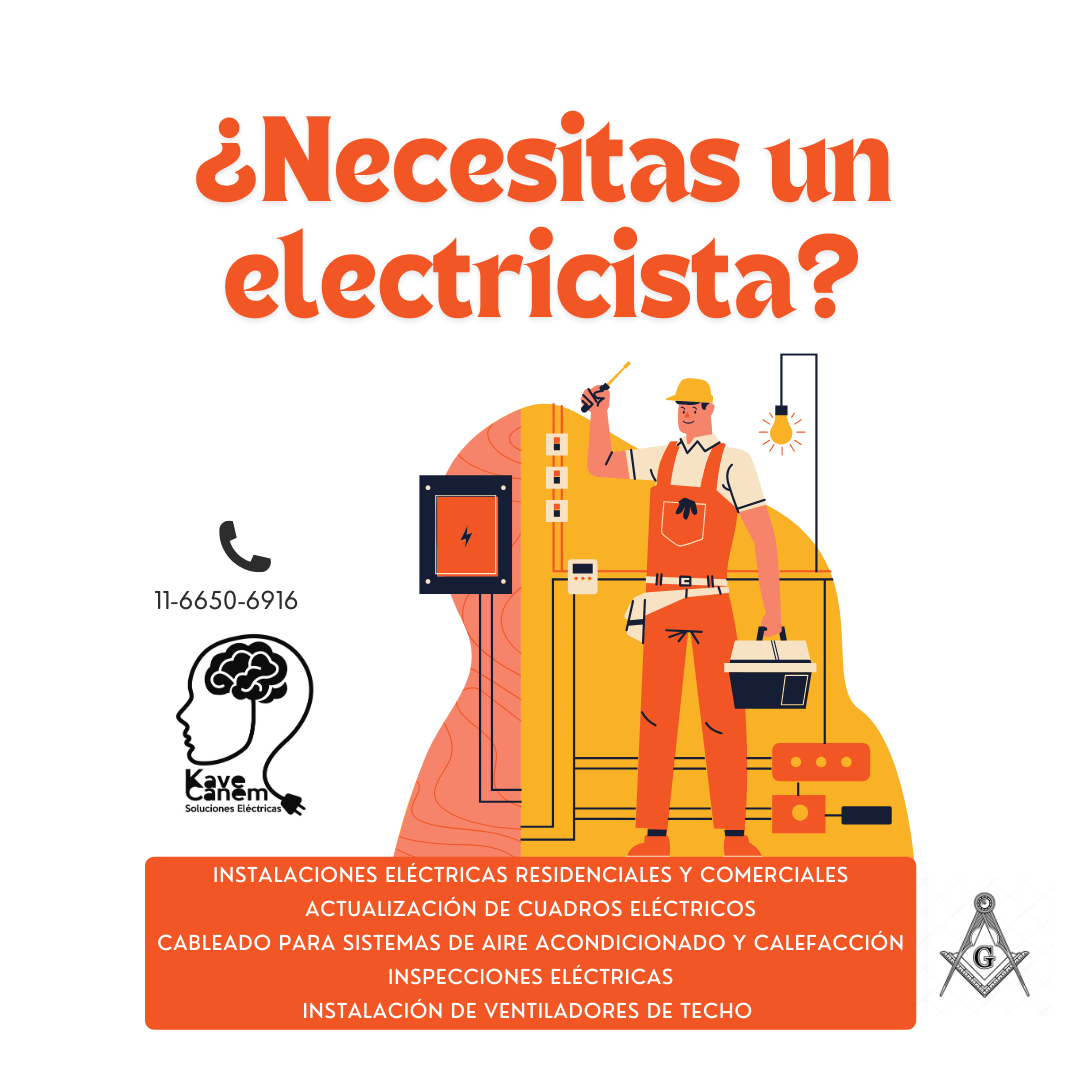 ¿Necesitas un
electricista?
11-6650-6916
Kave
Canem
Soluciones Eléctricas
INSTALACIONES ELÉCTRICAS RESIDENCIALES Y COMERCIALES
ACTUALIZACIÓN DE CUADROS ELÉCTRICOS
CABLEADO PARA SISTEMAS DE AIRE ACONDICIONADO Y CALEFACCIÓN
INSPECCIONES ELÉCTRICAS
INSTALACIÓN DE VENTILADORES DE TECHO
G